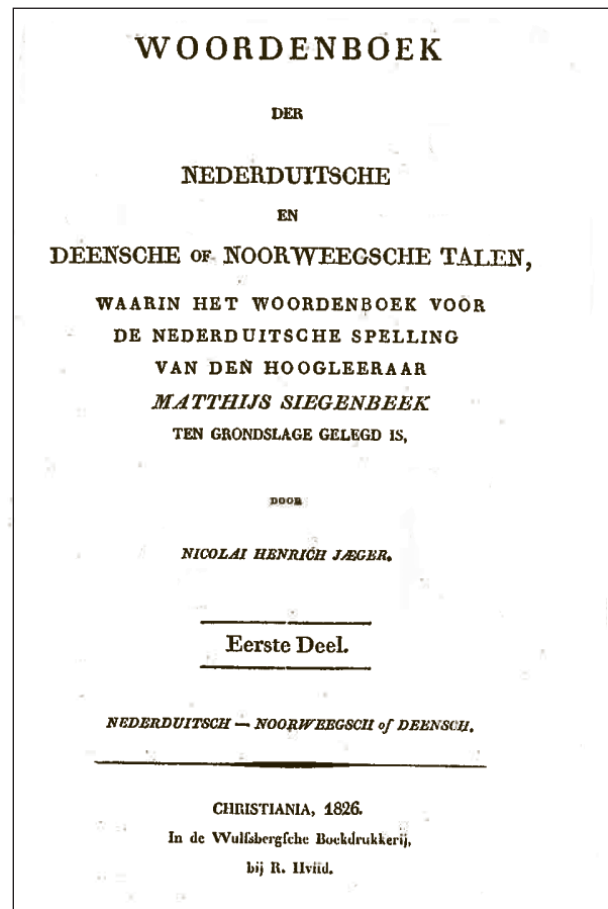 WOORDENBOEK
DER
NEDERDUITSCHE
EN
DEENSCHE OF NOORWEEGSCHE TALEN,
WAARIN HET WOORDENBOEK VOOR
DE NEDERDUITSCHE SPELLING
VAN DEN HOOGLEERAAR
MATTHIJS SIEGENBEEK
TEN GRONDSLAGE GELEGD IS,
DOOR
NICOLAI HENRICH JÆGER.
Eerste Deel.
NEDERDUITSCH — NOORWEEGSCH of DEENSCH.
CHRISTIANIA, 1826.
In de Wulfsbergſche Boekdrukkerij,
bij R. Hviid.